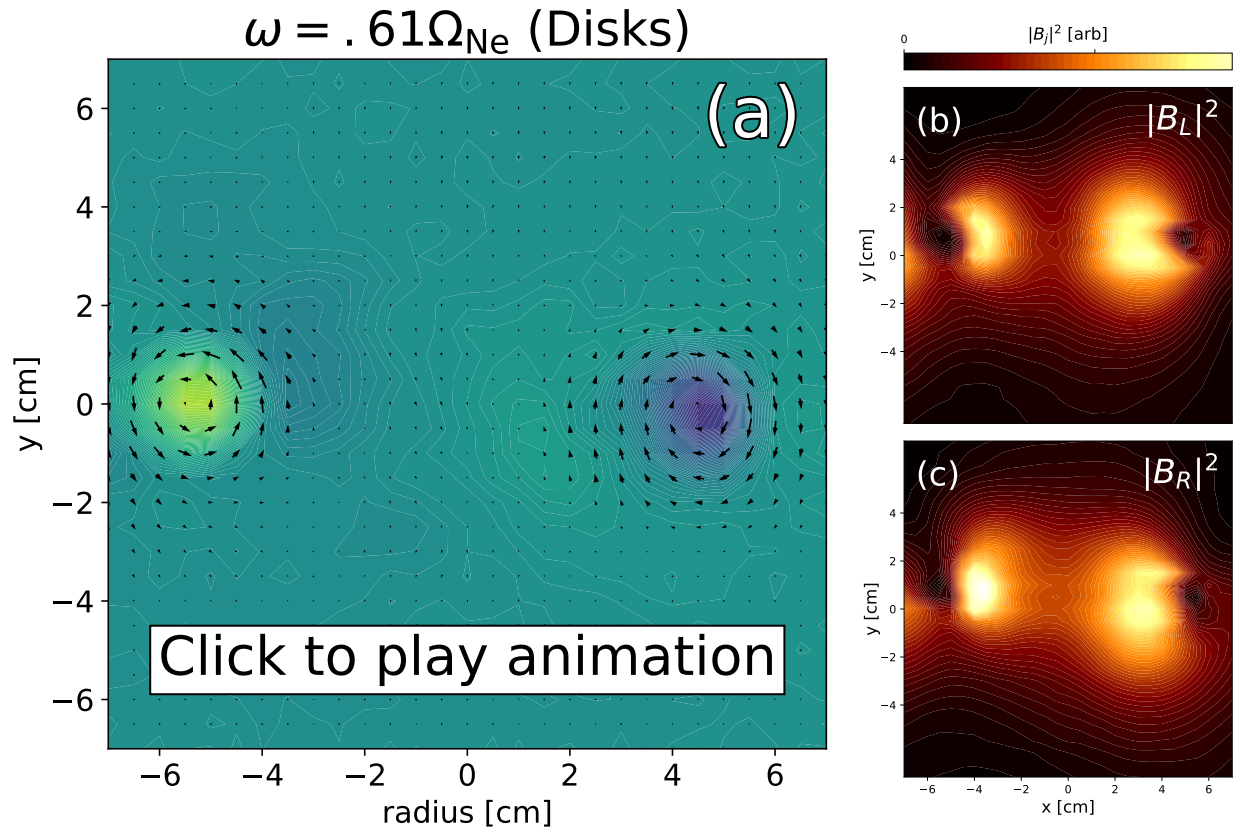 ω = .61Ω_Ne (Disks)
(a)
6
4
2
0
−2
−4
−6
y [cm]
Click to play animation
−6 −4 −2 0 2 4 6
radius [cm]
|B_j|² [arb]
0
(b)
|B_L|²
4
2
0
−2
−4
y [cm]
(c)
|B_R|²
4
2
0
−2
−4
y [cm]
−6 −4 −2 0 2 4 6
x [cm]